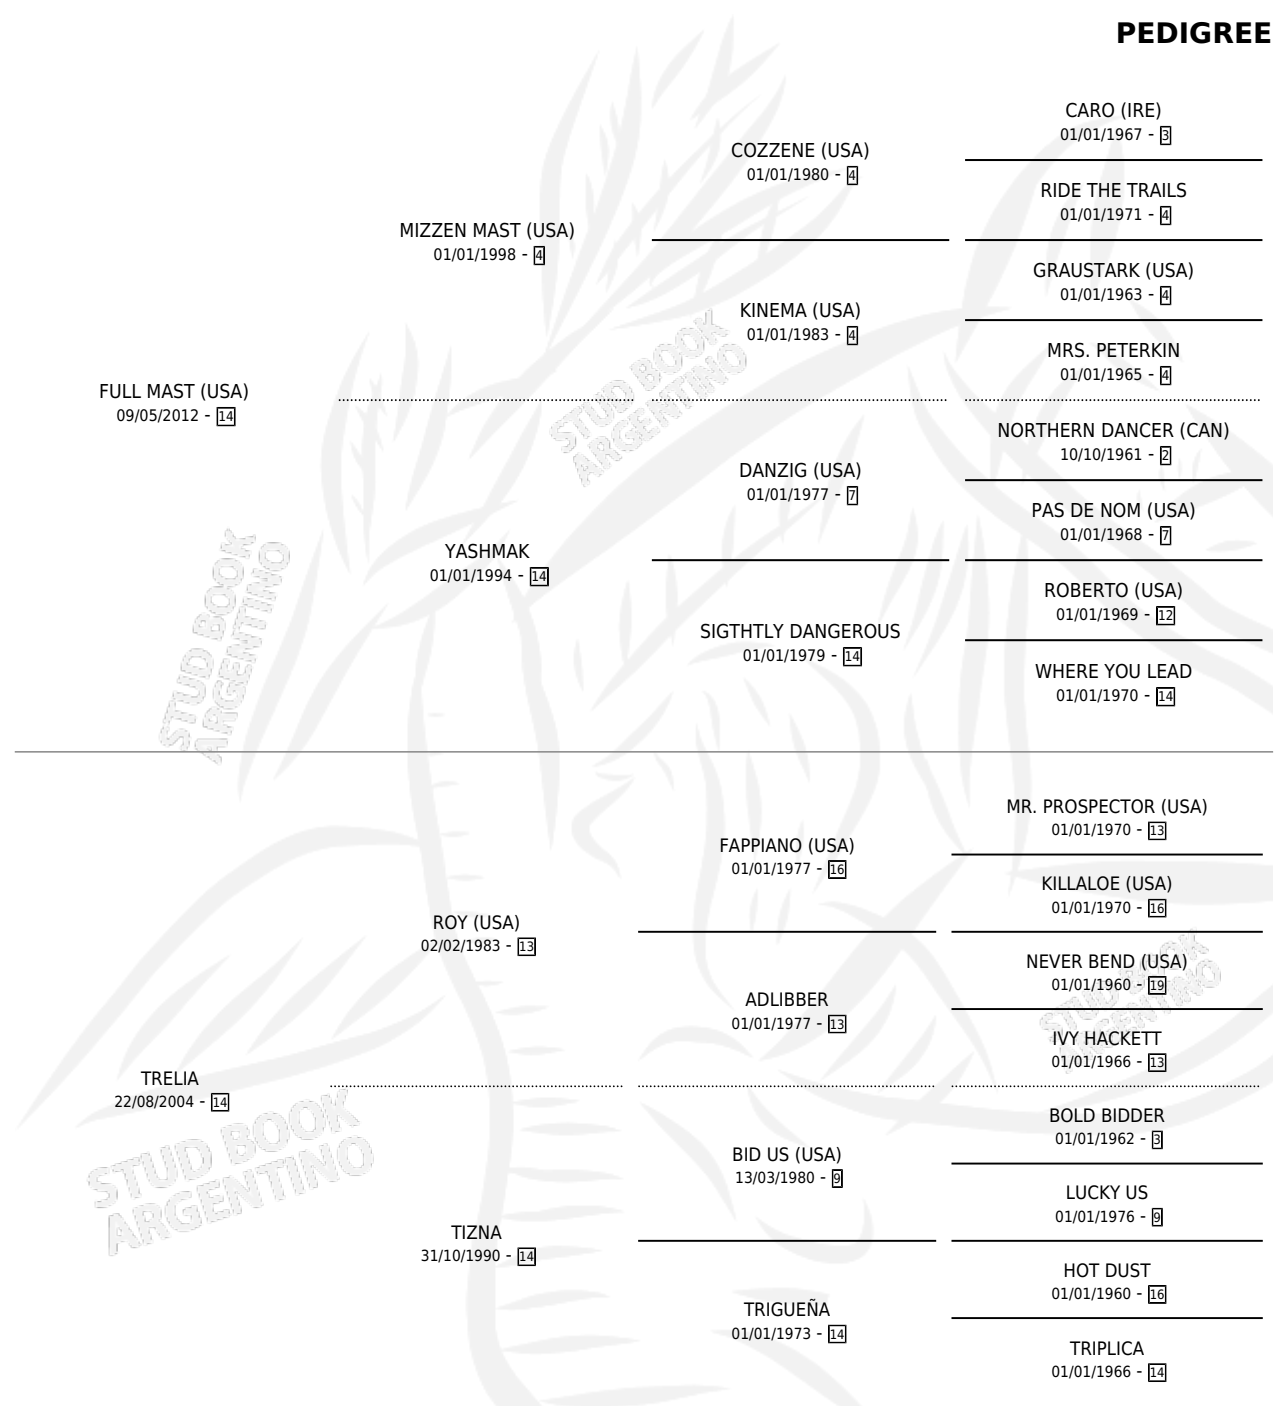 PEDIGREE
CARO (IRE)
01/01/1967 - 3
COZZENE (USA)
01/01/1980 - 4
RIDE THE TRAILS
01/01/1971 - 4
MIZZEN MAST (USA)
01/01/1998 - 4
GRAUSTARK (USA)
01/01/1963 - 4
KINEMA (USA)
01/01/1983 - 4
MRS. PETERKIN
01/01/1965 - 4
FULL MAST (USA)
09/05/2012 - 14
STUD BOOK
ARGENTINO
NORTHERN DANCER (CAN)
10/10/1961 - 2
DANZIG (USA)
01/01/1977 - 7
PAS DE NOM (USA)
01/01/1968 - 7
YASHMAK
01/01/1994 - 14
ROBERTO (USA)
01/01/1969 - 12
SIGTHTLY DANGEROUS
01/01/1979 - 14
WHERE YOU LEAD
01/01/1970 - 14
STUD BOOK
ARGENTINO
MR. PROSPECTOR (USA)
01/01/1970 - 13
FAPPIANO (USA)
01/01/1977 - 16
KILLALOE (USA)
01/01/1970 - 16
ROY (USA)
02/02/1983 - 13
NEVER BEND (USA)
01/01/1960 - 19
ADLIBBER
01/01/1977 - 13
STUD BOOK
ARGENTINO
IVY HACKETT
01/01/1966 - 13
TRELIA
22/08/2004 - 14
BOLD BIDDER
01/01/1962 - 3
STUD BOOK
ARGENTINO
BID US (USA)
13/03/1980 - 9
LUCKY US
01/01/1976 - 9
TIZNA
31/10/1990 - 14
HOT DUST
01/01/1960 - 16
TRIGUEÑA
01/01/1973 - 14
TRIPLICA
01/01/1966 - 14